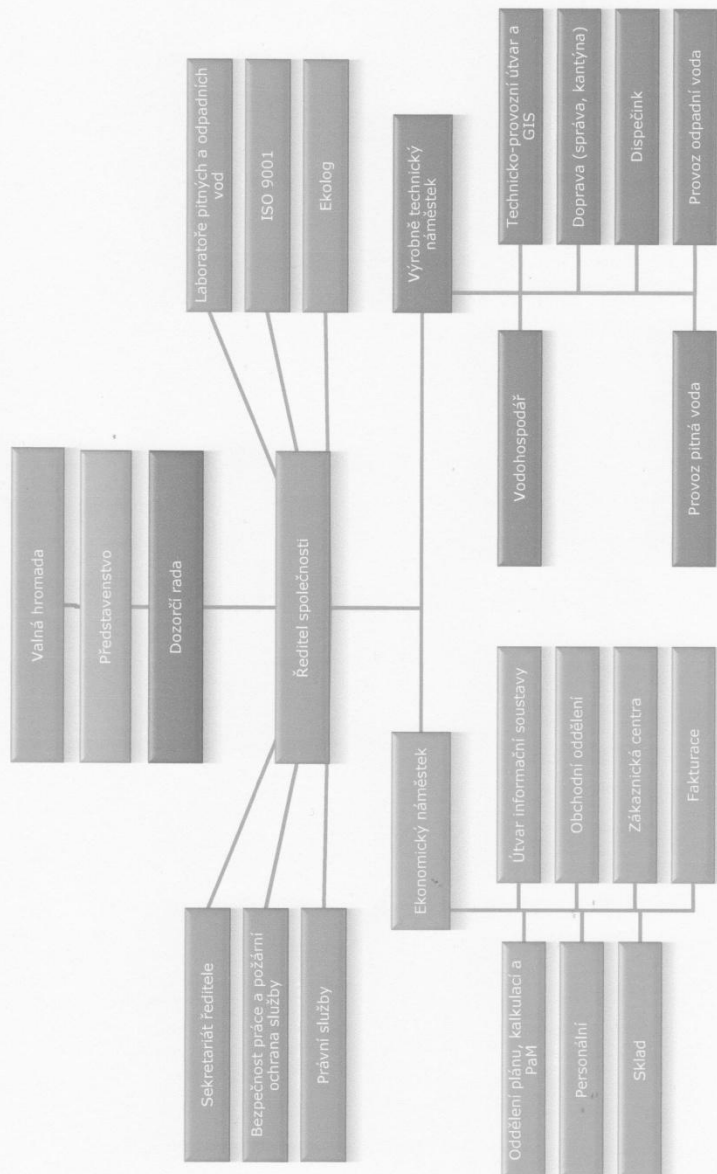 Valná hromada
Představenstvo
Dozorčí rada
Ředitel společnosti
Sekretariát ředitele
Bezpečnost práce a požární
ochrana služby
Právní služby
Laboratoře pitných a odpadních
vod
ISO 9001
Ekolog
Ekonomický náměstek
Výrobně technický
náměstek
Oddělení plánu, kalkulací a
PaM
Personální
Sklad
Útvar informační soustavy
Obchodní oddělení
Zákaznická centra
Fakturace
Vodohospodář
Provoz pitná voda
Technicko-provozní útvar a
GIS
Doprava (správa, kantýna)
Dispečink
Provoz odpadní voda